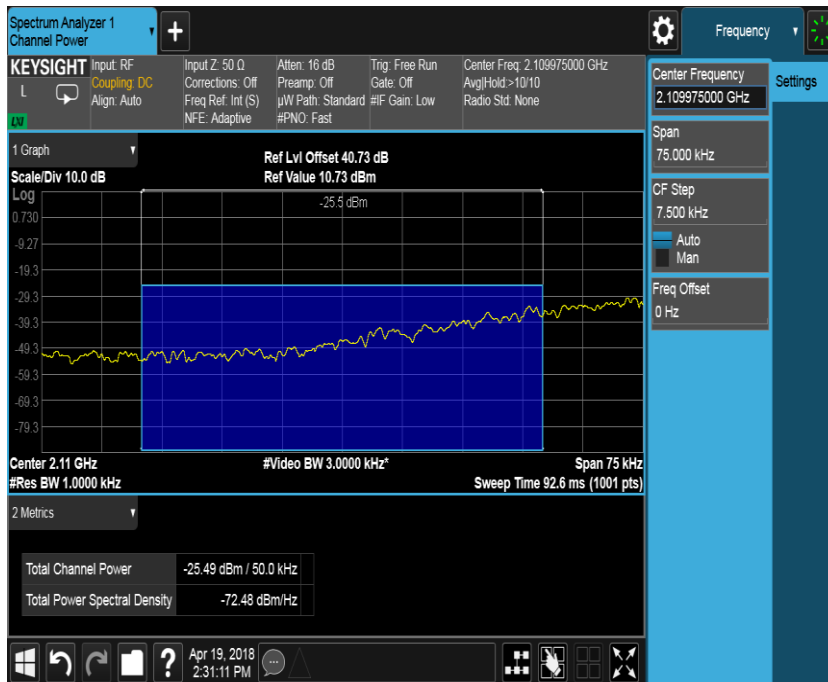 Spectrum Analyzer 1
Channel Power
+
Frequency
KEYSIGHT
L
LXI
Input: RF
Coupling: DC
Align: Auto
Input Z: 50 Ω
Corrections: Off
Freq Ref: Int (S)
NFE: Adaptive
Atten: 16 dB
Preamp: Off
µW Path: Standard
#PNO: Fast
Trig: Free Run
Gate: Off
#IF Gain: Low
Center Freq: 2.109975000 GHz
Avg|Hold:>10/10
Radio Std: None
Center Frequency
2.109975000 GHz
Settings
Span
75.000 kHz
CF Step
7.500 kHz
Auto
Man
Freq Offset
0 Hz
1 Graph
Ref Lvl Offset 40.73 dB
Scale/Div 10.0 dB
Ref Value 10.73 dBm
Log
-25.5 dBm
0.730
-9.27
-19.3
-29.3
-39.3
-49.3
-59.3
-69.3
-79.3
Center 2.11 GHz
#Video BW 3.0000 kHz*
Span 75 kHz
#Res BW 1.0000 kHz
Sweep Time 92.6 ms (1001 pts)
2 Metrics
Total Channel Power -25.49 dBm / 50.0 kHz
Total Power Spectral Density -72.48 dBm/Hz
?
Apr 19, 2018
2:31:11 PM